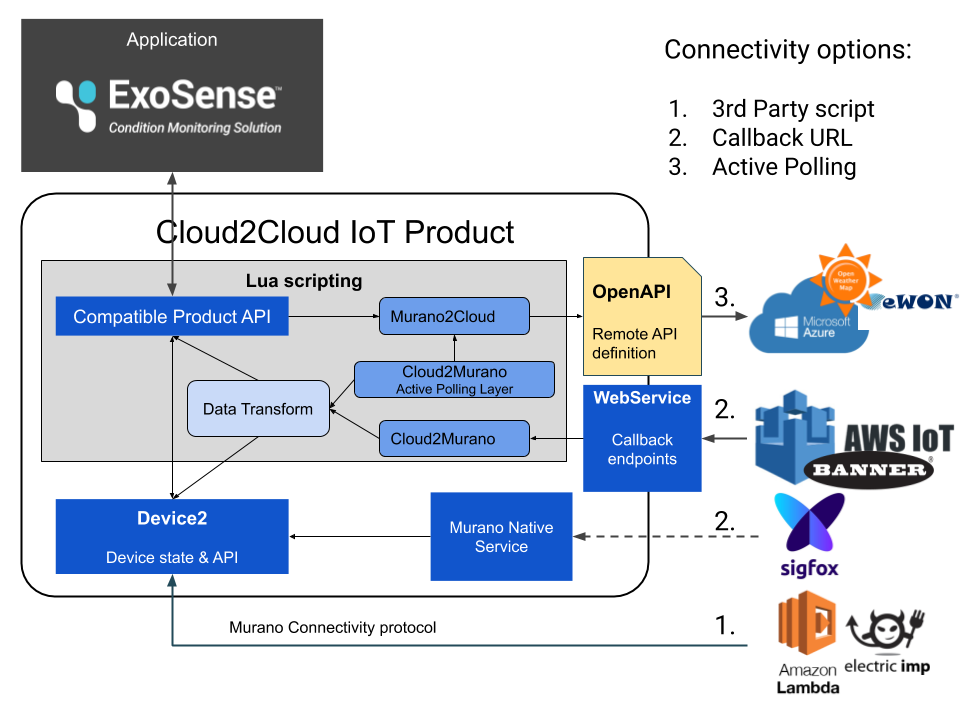 Application
ExoSense™
Condition Monitoring Solution
Connectivity options:
1. 3rd Party script
2. Callback URL
3. Active Polling
Cloud2Cloud IoT Product
Lua scripting
Compatible Product API
Murano2Cloud
Cloud2Murano
Active Polling Layer
Data Transform
Cloud2Murano
OpenAPI
Remote API
definition
WebService
Callback
endpoints
3.
Open
Weather
Map
eWON®
Microsoft
Azure
2.
AWS IoT
BANNER®
Device2
Device state & API
Murano Native
Service
2.
sigfox
Murano Connectivity protocol
1.
Amazon
Lambda
electric imp